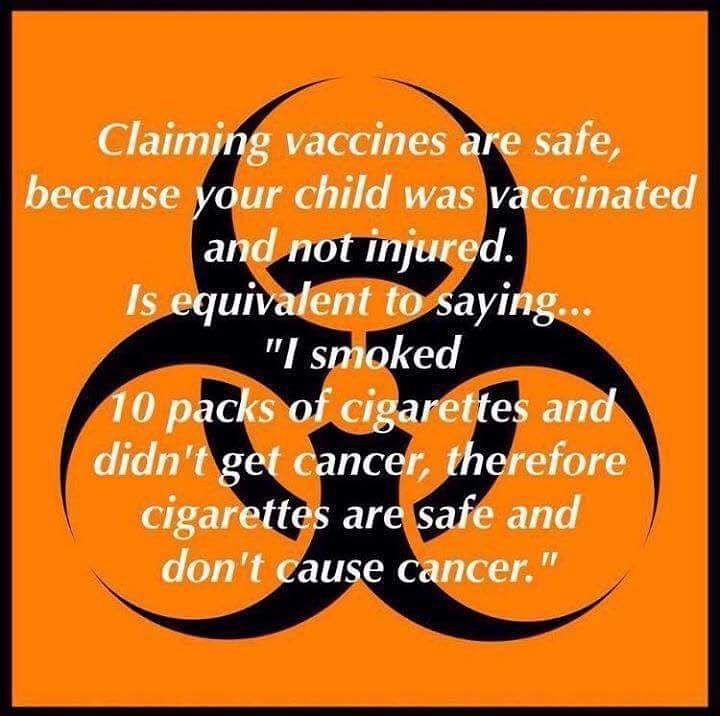 Claiming vaccines are safe,
because your child was vaccinated
and not injured.
Is equivalent to saying...
"I smoked
10 packs of cigarettes and
didn't get cancer, therefore
cigarettes are safe and
don't cause cancer."